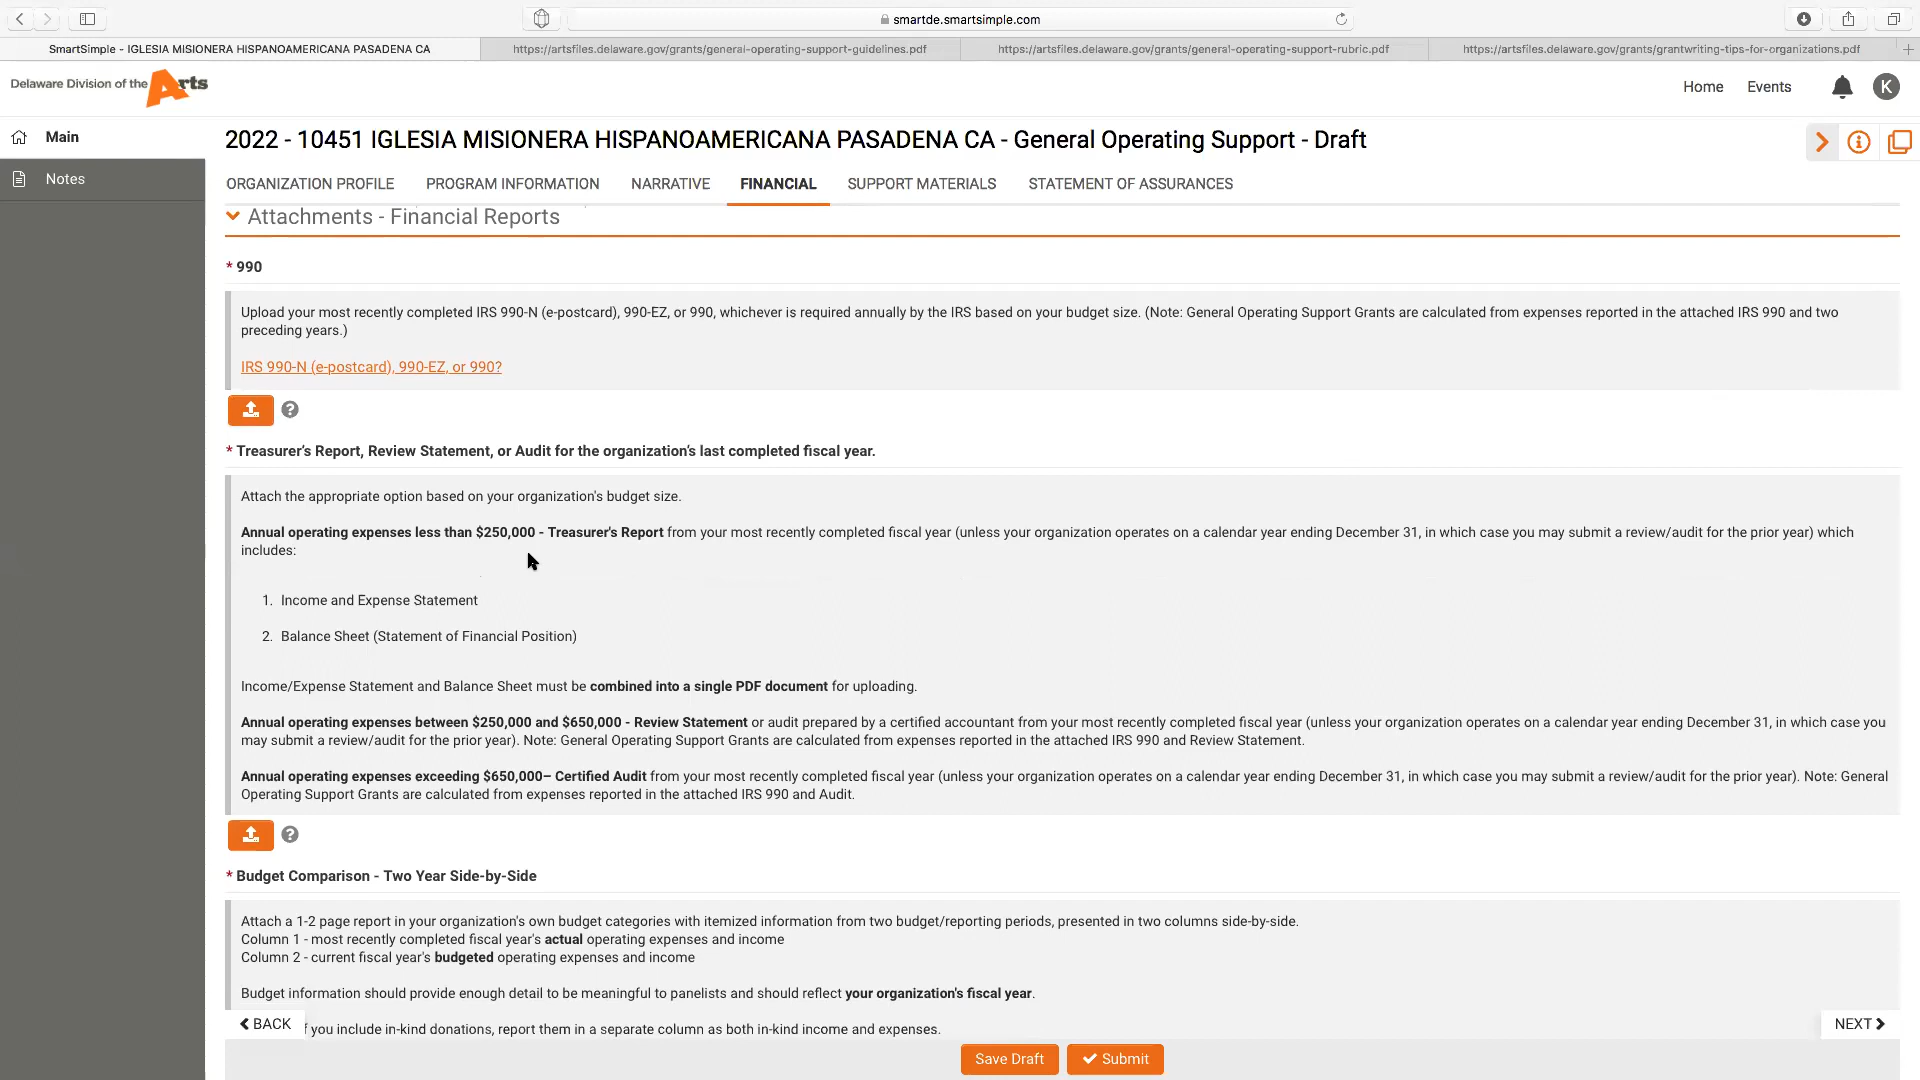 smartde.smartsimple.com
SmartSimple - IGLESIA MISIONERA HISPANOAMERICANA PASADENA CA
https://artsfiles.delaware.gov/grants/general-operating-support-guidelines.pdf
https://artsfiles.delaware.gov/grants/general-operating-support-rubric.pdf
https://artsfiles.delaware.gov/grants/grantwriting-tips-for-organizations.pdf
Delaware Division of the Arts
Home
Events
K
Main
Notes
2022 - 10451 IGLESIA MISIONERA HISPANOAMERICANA PASADENA CA - General Operating Support - Draft
ORGANIZATION PROFILE
PROGRAM INFORMATION
NARRATIVE
FINANCIAL
SUPPORT MATERIALS
STATEMENT OF ASSURANCES
Attachments - Financial Reports
* 990
Upload your most recently completed IRS 990-N (e-postcard), 990-EZ, or 990, whichever is required annually by the IRS based on your budget size. (Note: General Operating Support Grants are calculated from expenses reported in the attached IRS 990 and two
preceding years.)
IRS 990-N (e-postcard), 990-EZ, or 990?
?
* Treasurer's Report, Review Statement, or Audit for the organization's last completed fiscal year.
Attach the appropriate option based on your organization's budget size.
Annual operating expenses less than $250,000 - Treasurer's Report from your most recently completed fiscal year (unless your organization operates on a calendar year ending December 31, in which case you may submit a review/audit for the prior year) which
includes:
1. Income and Expense Statement
2. Balance Sheet (Statement of Financial Position)
Income/Expense Statement and Balance Sheet must be combined into a single PDF document for uploading.
Annual operating expenses between $250,000 and $650,000 - Review Statement or audit prepared by a certified accountant from your most recently completed fiscal year (unless your organization operates on a calendar year ending December 31, in which case you
may submit a review/audit for the prior year). Note: General Operating Support Grants are calculated from expenses reported in the attached IRS 990 and Review Statement.
Annual operating expenses exceeding $650,000– Certified Audit from your most recently completed fiscal year (unless your organization operates on a calendar year ending December 31, in which case you may submit a review/audit for the prior year). Note: General
Operating Support Grants are calculated from expenses reported in the attached IRS 990 and Audit.
?
* Budget Comparison - Two Year Side-by-Side
Attach a 1-2 page report in your organization's own budget categories with itemized information from two budget/reporting periods, presented in two columns side-by-side.
Column 1 - most recently completed fiscal year's actual operating expenses and income
Column 2 - current fiscal year's budgeted operating expenses and income
Budget information should provide enough detail to be meaningful to panelists and should reflect your organization's fiscal year.
BACK
f you include in-kind donations, report them in a separate column as both in-kind income and expenses.
NEXT
Save Draft
Submit